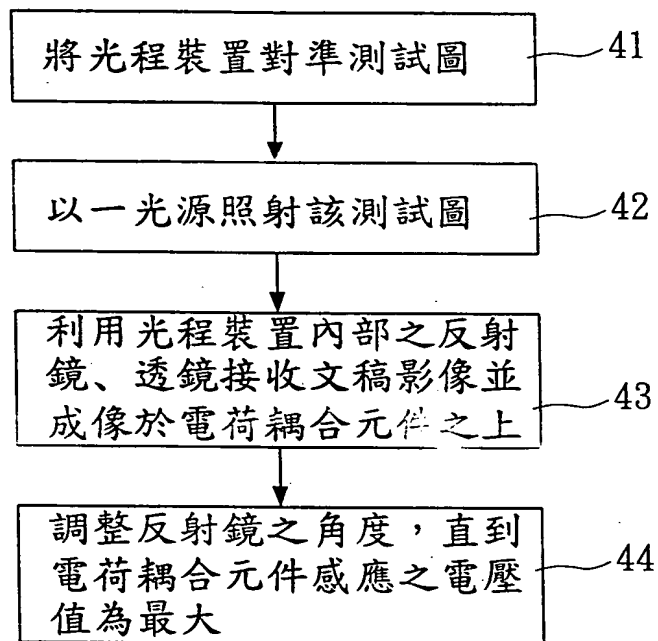 將光程裝置對準測試圖
41
以一光源照射該測試圖
42
利用光程裝置內部之反射
鏡、透鏡接收文稿影像並
成像於電荷耦合元件之上
43
調整反射鏡之角度，直到
電荷耦合元件感應之電壓
值為最大
44